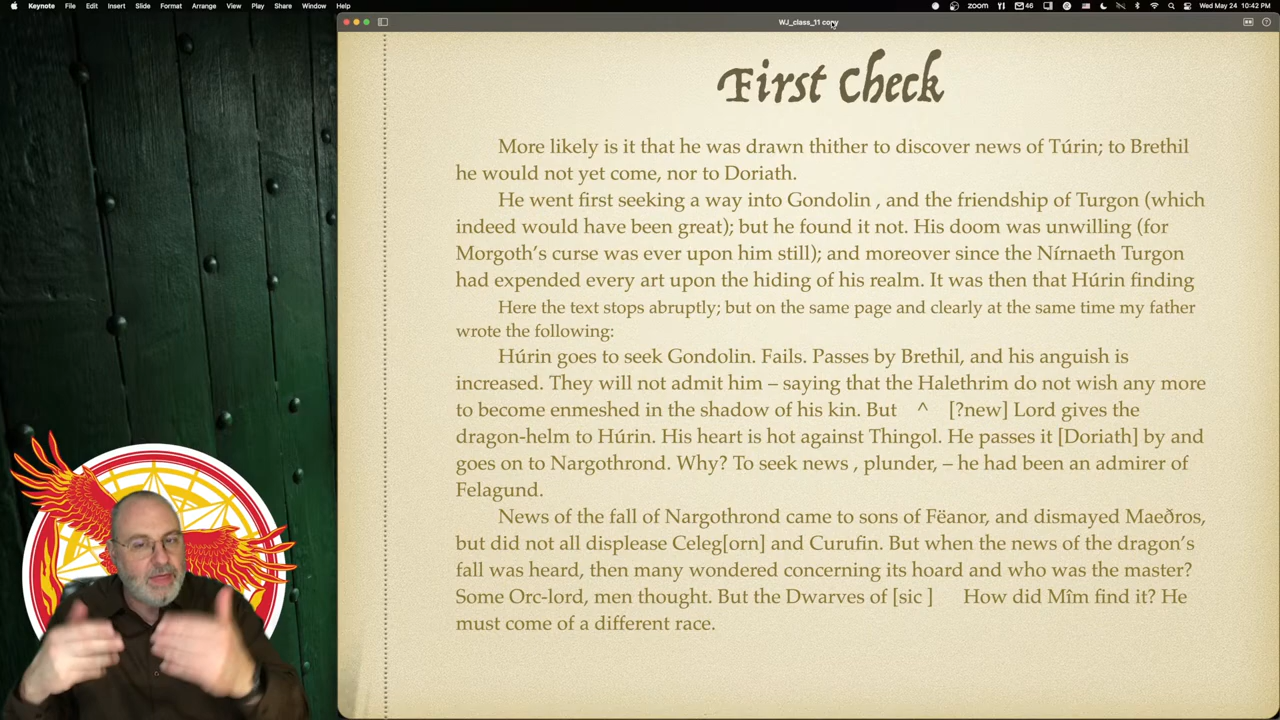 Keynote File Edit Insert Slide Format Arrange View Play Share Window Help zoom 46 Wed May 24 10:42 PM
WJ_class_11 copy
First Check
More likely is it that he was drawn thither to discover news of Túrin; to Brethil
he would not yet come, nor to Doriath.
He went first seeking a way into Gondolin , and the friendship of Turgon (which
indeed would have been great); but he found it not. His doom was unwilling (for
Morgoth's curse was ever upon him still); and moreover since the Nírnaeth Turgon
had expended every art upon the hiding of his realm. It was then that Húrin finding
Here the text stops abruptly; but on the same page and clearly at the same time my father
wrote the following:
Húrin goes to seek Gondolin. Fails. Passes by Brethil, and his anguish is
increased. They will not admit him – saying that the Halethrim do not wish any more
to become enmeshed in the shadow of his kin. But ^ [?new] Lord gives the
dragon-helm to Húrin. His heart is hot against Thingol. He passes it [Doriath] by and
goes on to Nargothrond. Why? To seek news , plunder, – he had been an admirer of
Felagund.
News of the fall of Nargothrond came to sons of Fëanor, and dismayed Maeðros,
but did not all displease Celeg[orn] and Curufin. But when the news of the dragon's
fall was heard, then many wondered concerning its hoard and who was the master?
Some Orc-lord, men thought. But the Dwarves of [sic ] How did Mîm find it? He
must come of a different race.